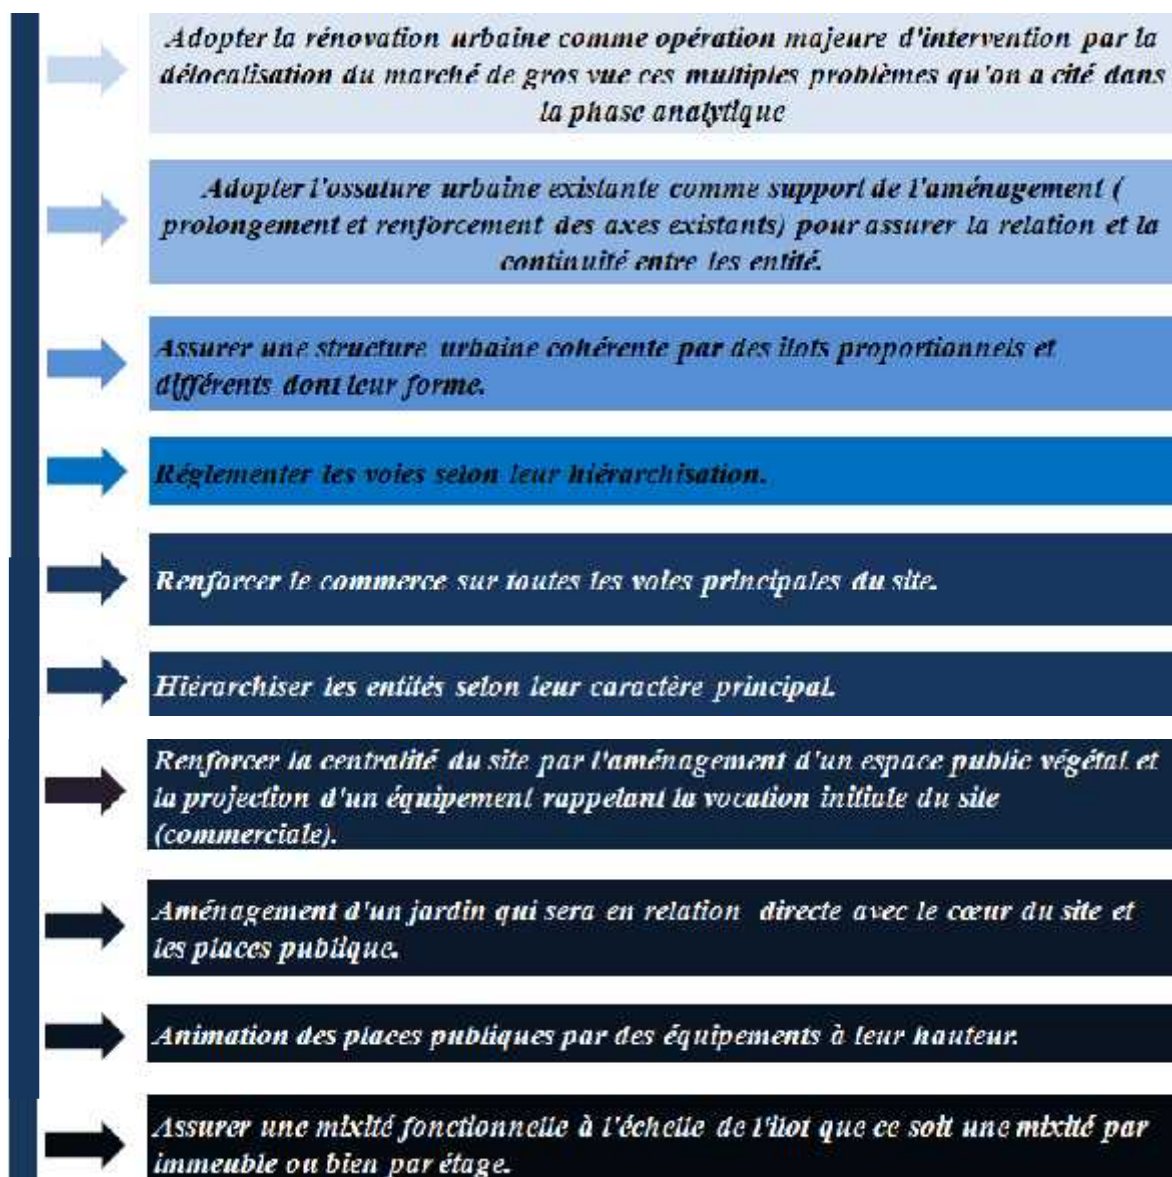 Adopter la rénovation urbaine comme opération majeure d'intervention par la
délocalisation du marché de gros vue ces multiples problèmes qu'on a cité dans
la phase analytique
Adopter l'ossature urbaine existante comme support de l'aménagement (
prolongement et renforcement des axes existants) pour assurer la relation et la
continuité entre les entité.
Assurer une structure urbaine cohérente par des ilots proportionnels et
différents dont leur forme.
Réglementer les voies selon leur hiérarchisation.
Renforcer le commerce sur toutes les voies principales du site.
Hiérarchiser les entités selon leur caractère principal.
Renforcer la centralité du site par l'aménagement d'un espace public végétal et
la projection d'un équipement rappelant la vocation initiale du site
(commerciale).
Aménagement d'un jardin qui sera en relation directe avec le cœur du site et
les places publique.
Animation des places publiques par des équipements à leur hauteur.
Assurer une mixité fonctionnelle à l'échelle de l'ilot que ce soit une mixité par
immeuble ou bien par étage.